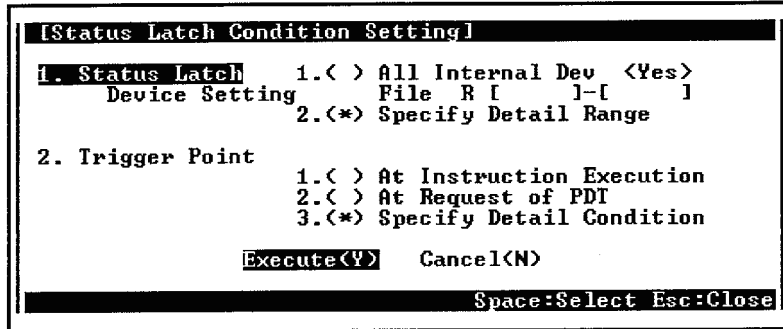 [Status Latch Condition Setting]
1. Status Latch 1.( ) All Internal Dev <Yes>
Device Setting File R [ ]-[ ]
2.(*) Specify Detail Range
2. Trigger Point
1.( ) At Instruction Execution
2.( ) At Request of PDT
3.(*) Specify Detail Condition
Execute(Y) Cancel(N)
Space:Select Esc:Close